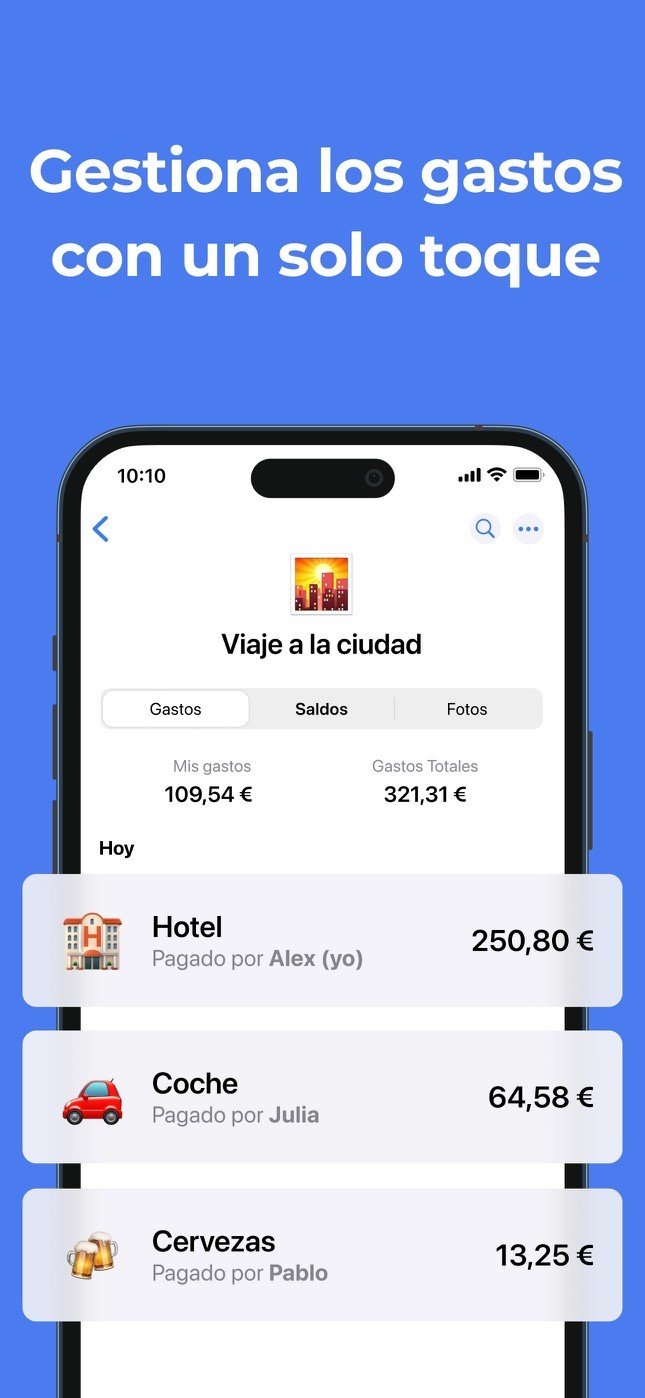 Gestiona los gastos
con un solo toque
10:10
Viaje a la ciudad
Gastos Saldos Fotos
Mis gastos Gastos Totales
109,54 € 321,31 €
Hoy
Hotel
Pagado por Alex (yo)
250,80 €
Coche
Pagado por Julia
64,58 €
Cervezas
Pagado por Pablo
13,25 €